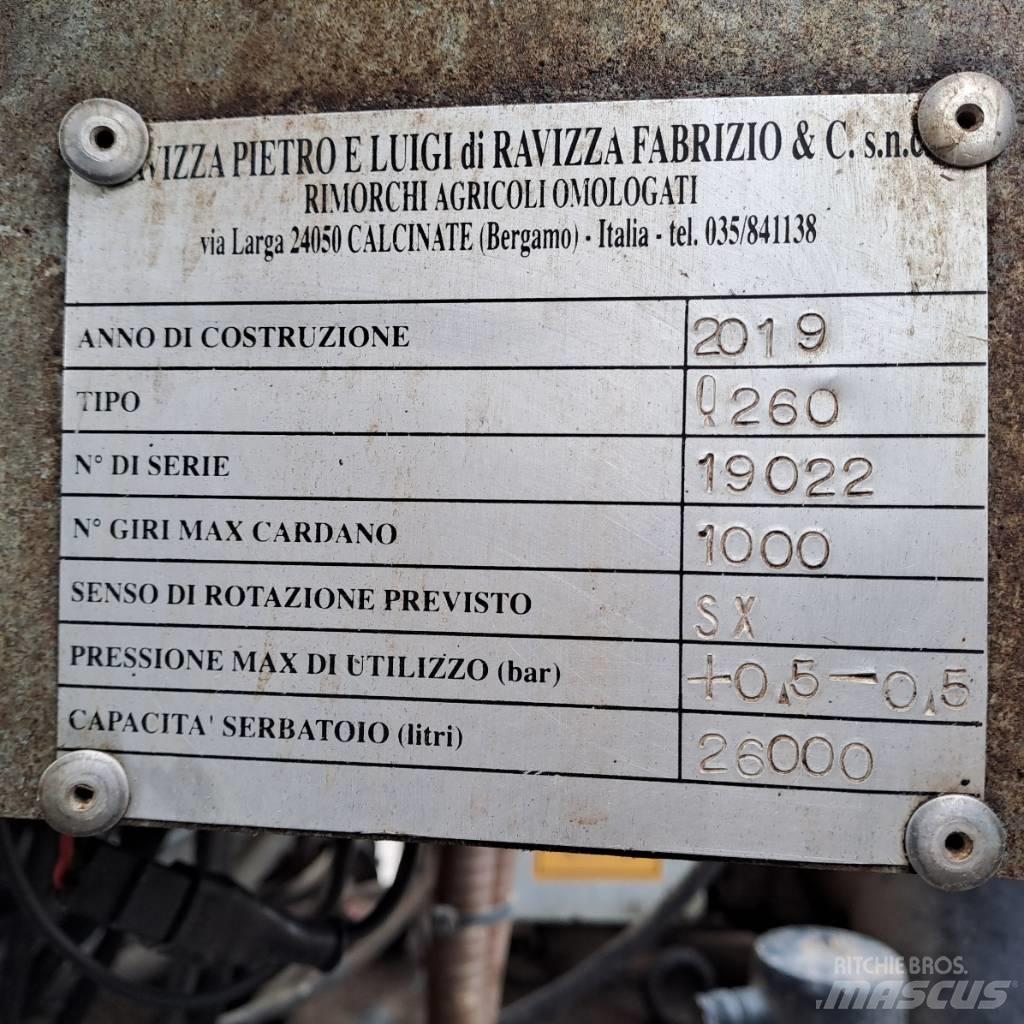 PIETRO E LUIGI di RAVIZZA FABRIZIO & C. s.n.c.
RIMORCHI AGRICOLI OMOLOGATI
via Larga 24050 CALCINATE (Bergamo) - Italia - tel. 035/841138
ANNO DI COSTRUZIONE 2019
TIPO Q260
N° DI SERIE 19022
N° GIRI MAX CARDANO 1000
SENSO DI ROTAZIONE PREVISTO SX
PRESSIONE MAX DI UTILIZZO (bar) +0,5-0,5
CAPACITA' SERBATOIO (litri) 26000
RITCHIE BROS.
MASCUS